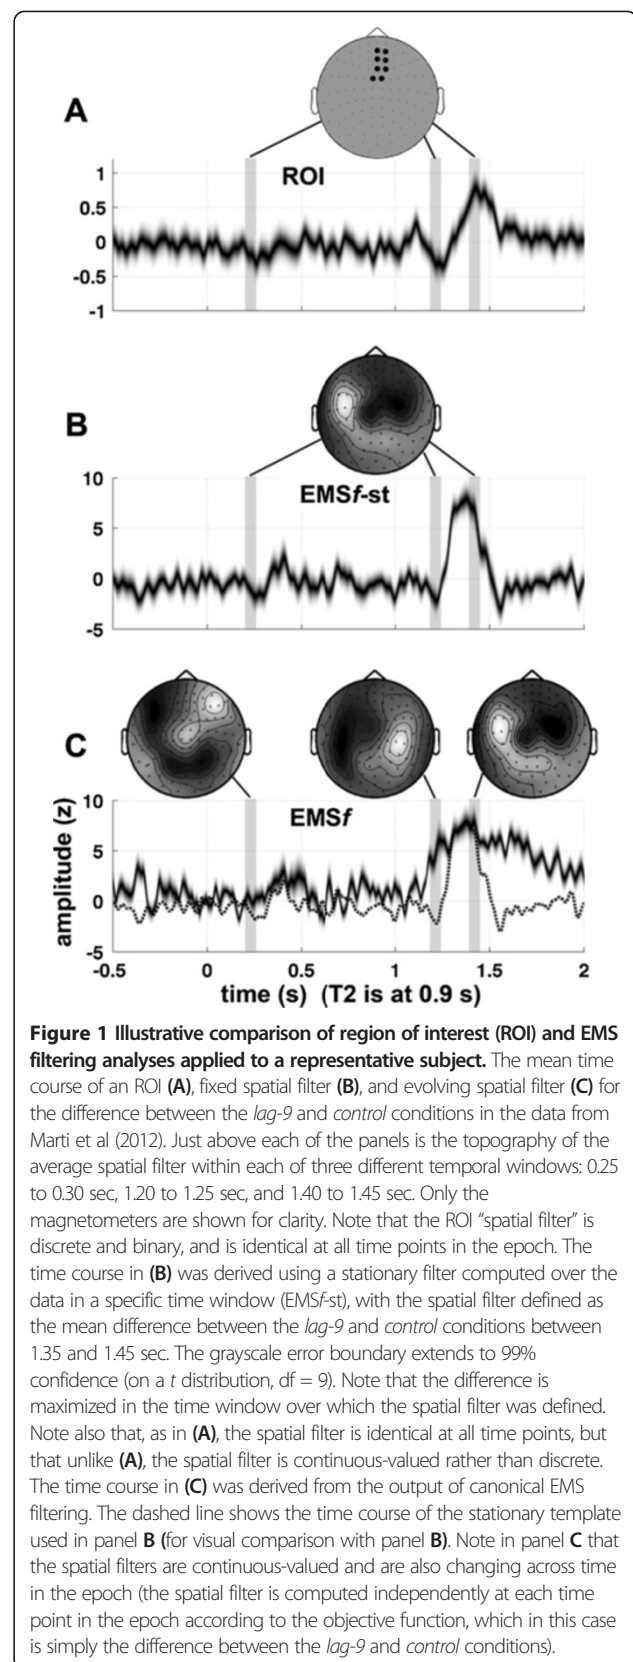 A
ROI
1
0.5
0
-0.5
-1
B
EMSf-st
10
5
0
-5
C
EMSf
amplitude (z)
10
5
0
-5
-0.5 0 0.5 1 1.5 2
time (s) (T2 is at 0.9 s)
Figure 1 Illustrative comparison of region of interest (ROI) and EMS
filtering analyses applied to a representative subject. The mean time
course of an ROI (A), fixed spatial filter (B), and evolving spatial filter (C) for
the difference between the lag-9 and control conditions in the data from
Marti et al (2012). Just above each of the panels is the topography of the
average spatial filter within each of three different temporal windows: 0.25
to 0.30 sec, 1.20 to 1.25 sec, and 1.40 to 1.45 sec. Only the
magnetometers are shown for clarity. Note that the ROI “spatial filter” is
discrete and binary, and is identical at all time points in the epoch. The
time course in (B) was derived using a stationary filter computed over the
data in a specific time window (EMSf-st), with the spatial filter defined as
the mean difference between the lag-9 and control conditions between
1.35 and 1.45 sec. The grayscale error boundary extends to 99%
confidence (on a t distribution, df = 9). Note that the difference is
maximized in the time window over which the spatial filter was defined.
Note also that, as in (A), the spatial filter is identical at all time points, but
that unlike (A), the spatial filter is continuous-valued rather than discrete.
The time course in (C) was derived from the output of canonical EMS
filtering. The dashed line shows the time course of the stationary template
used in panel B (for visual comparison with panel B). Note in panel C that
the spatial filters are continuous-valued and are also changing across time
in the epoch (the spatial filter is computed independently at each time
point in the epoch according to the objective function, which in this case
is simply the difference between the lag-9 and control conditions).